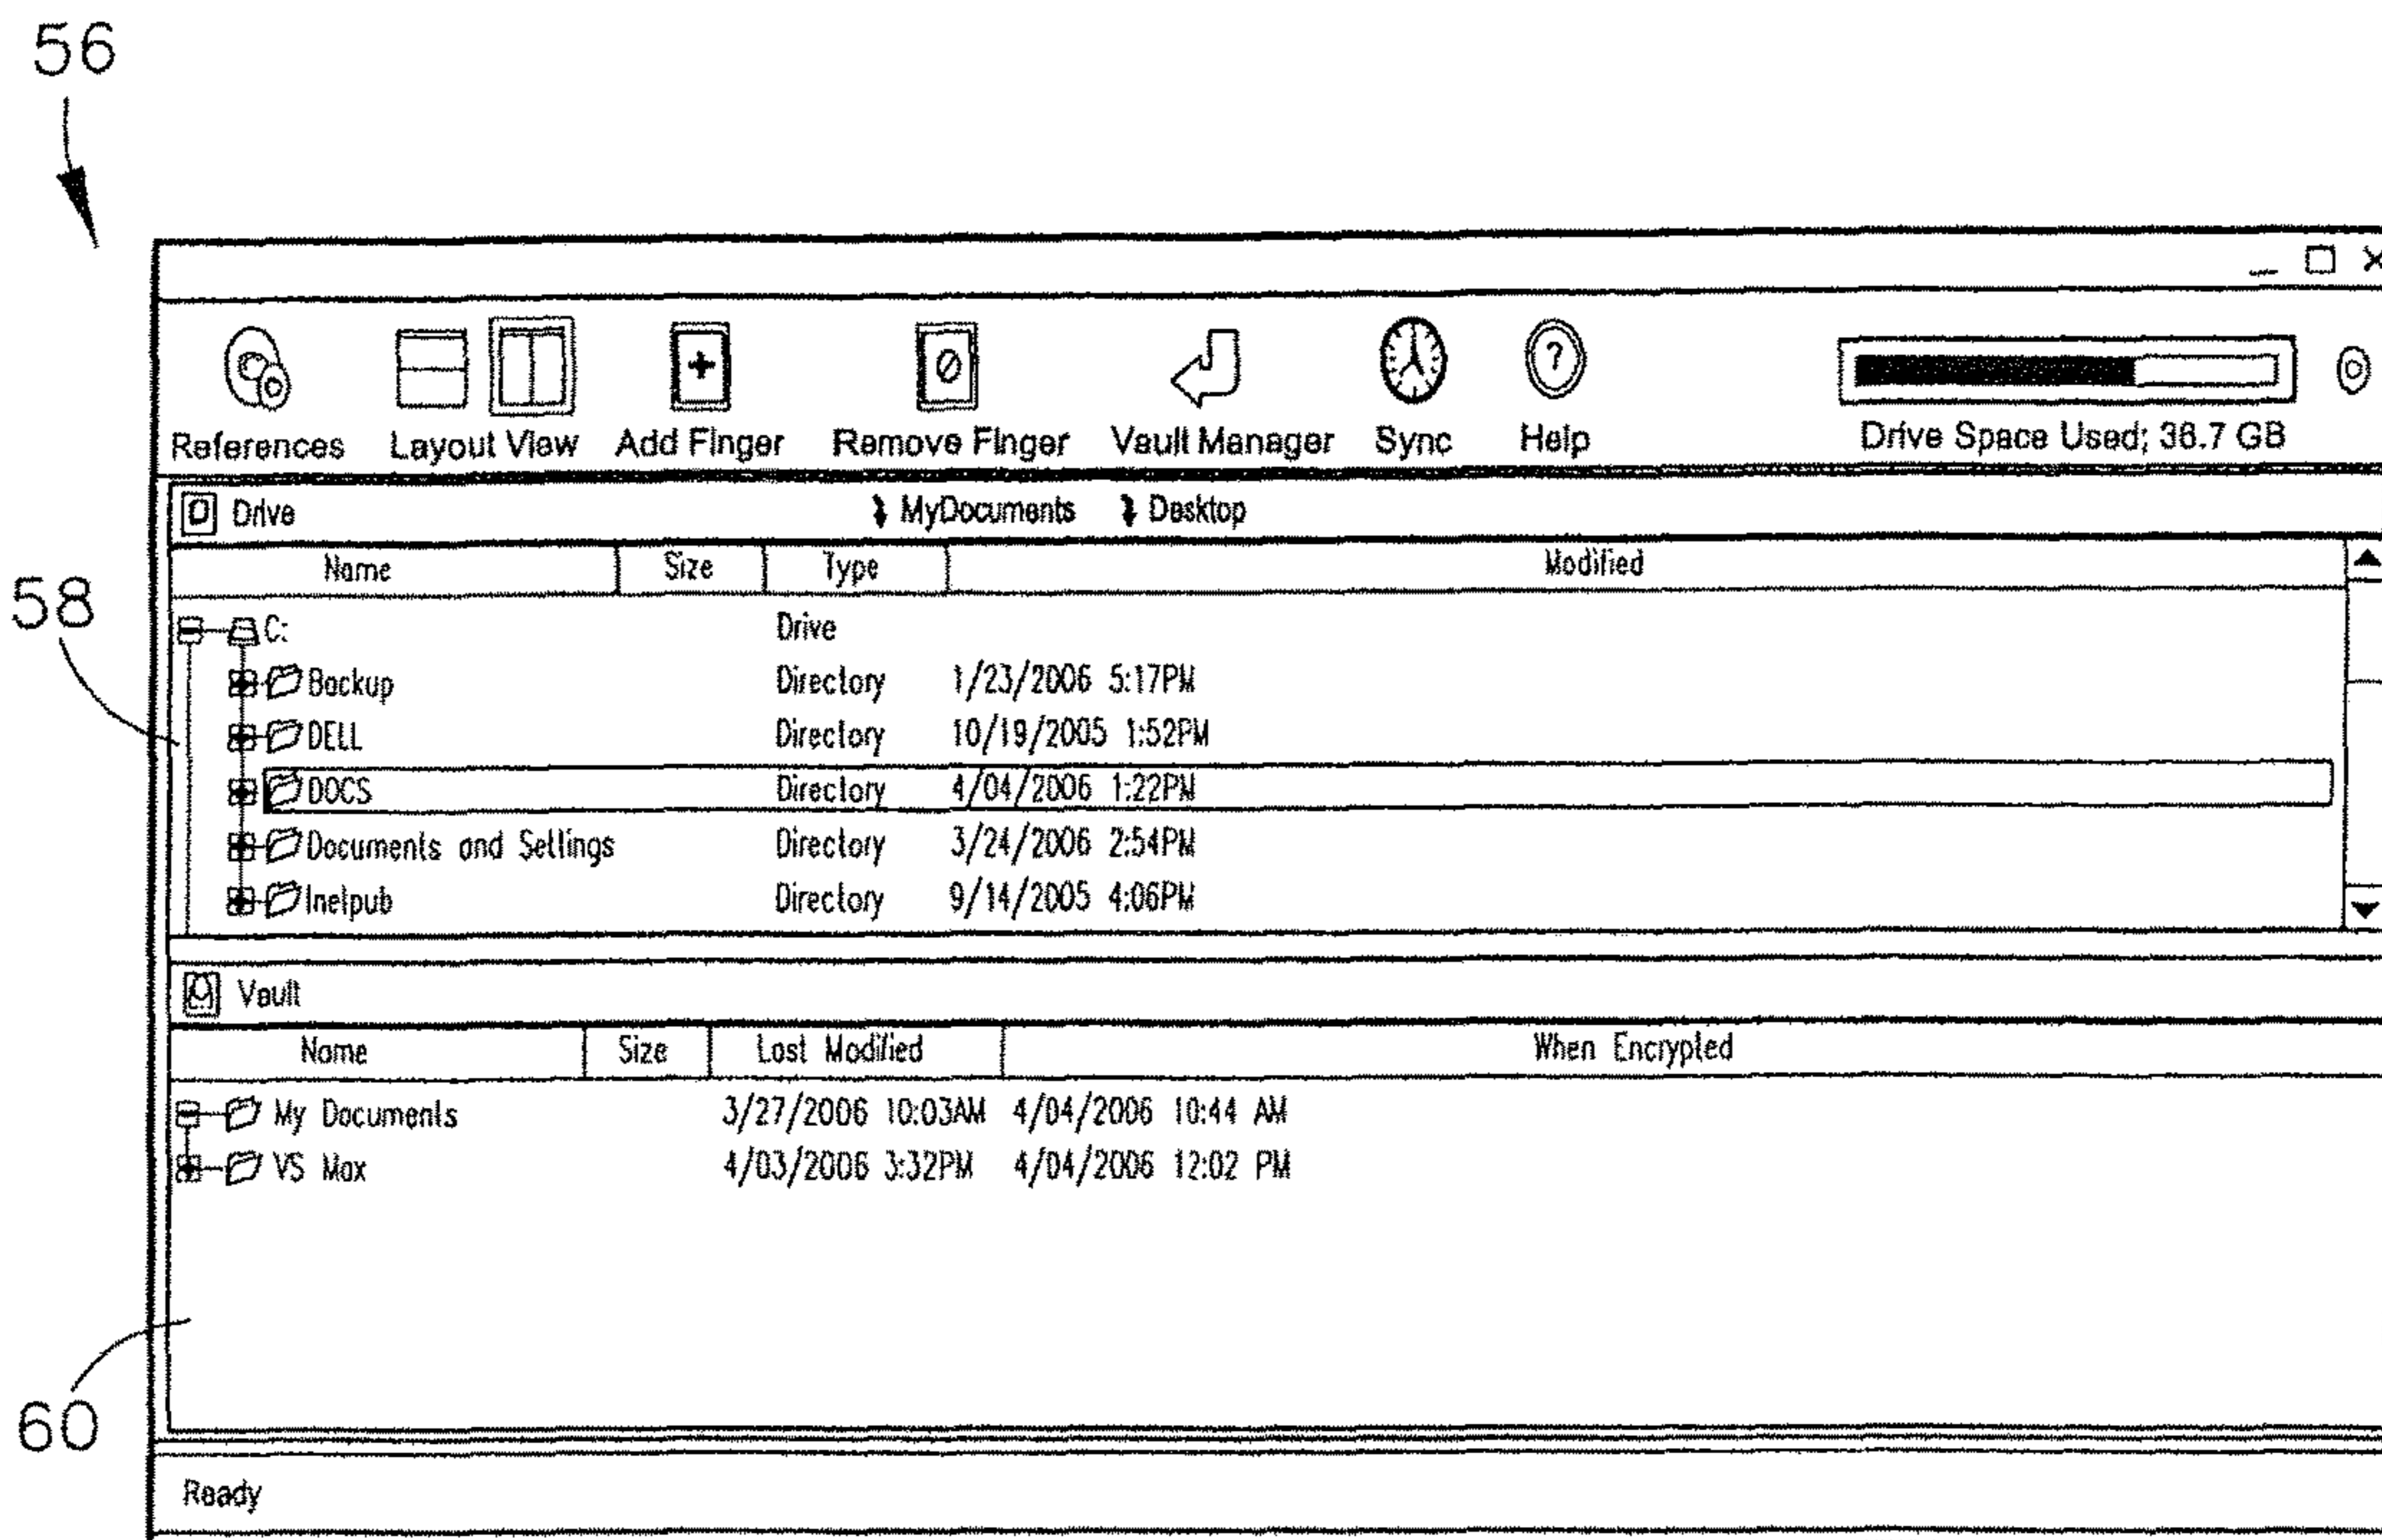 56
References Layout View Add Finger Remove Finger Vault Manager Sync Help Drive Space Used; 36.7 GB
Drive MyDocuments Desktop
Name Size Type Modified
58
C: Drive
Backup Directory 1/23/2006 5:17PM
DELL Directory 10/19/2005 1:52PM
DOCS Directory 4/04/2006 1:22PM
Documents and Settings Directory 3/24/2006 2:54PM
Inetpub Directory 9/14/2005 4:06PM
Vault
Name Size Last Modified When Encrypted
My Documents 3/27/2006 10:03AM 4/04/2006 10:44 AM
VS Max 4/03/2006 3:32PM 4/04/2006 12:02 PM
60
Ready